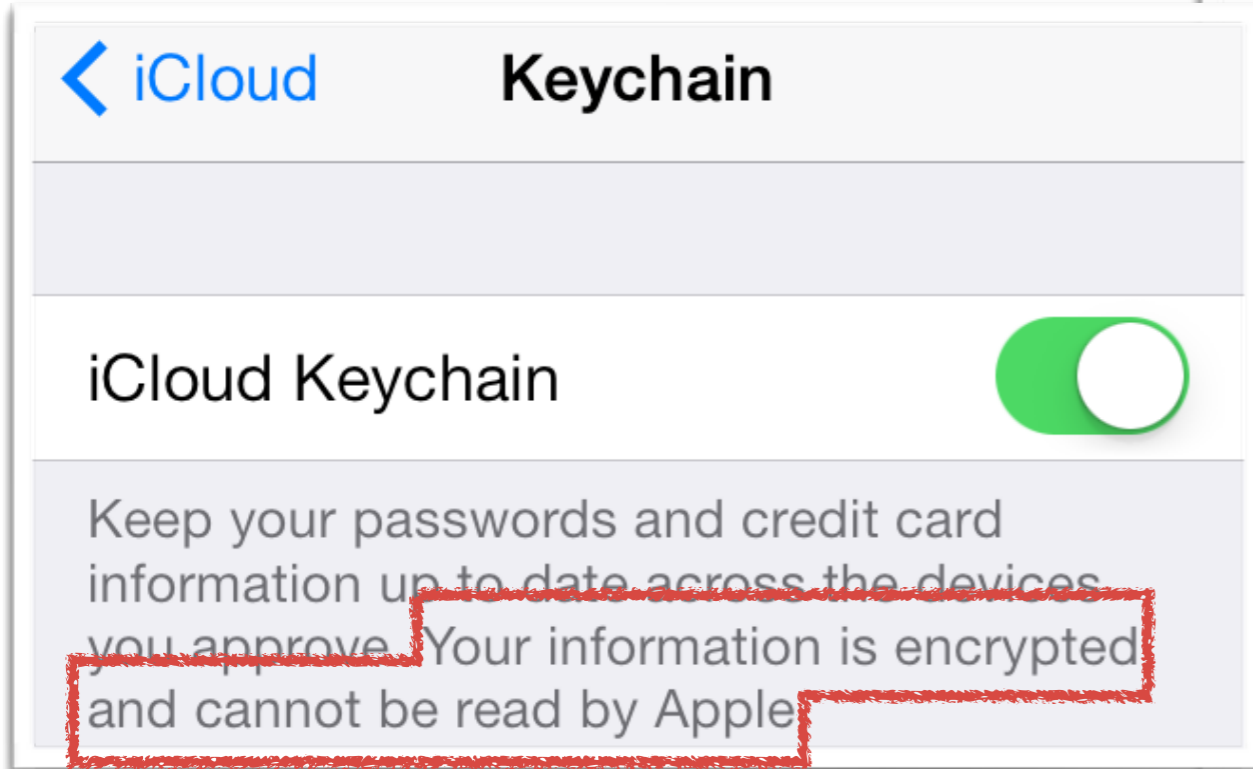 iCloud Keychain
iCloud Keychain
Keep your passwords and credit card
information up to date across the devices
you approve. Your information is encrypted
and cannot be read by Apple